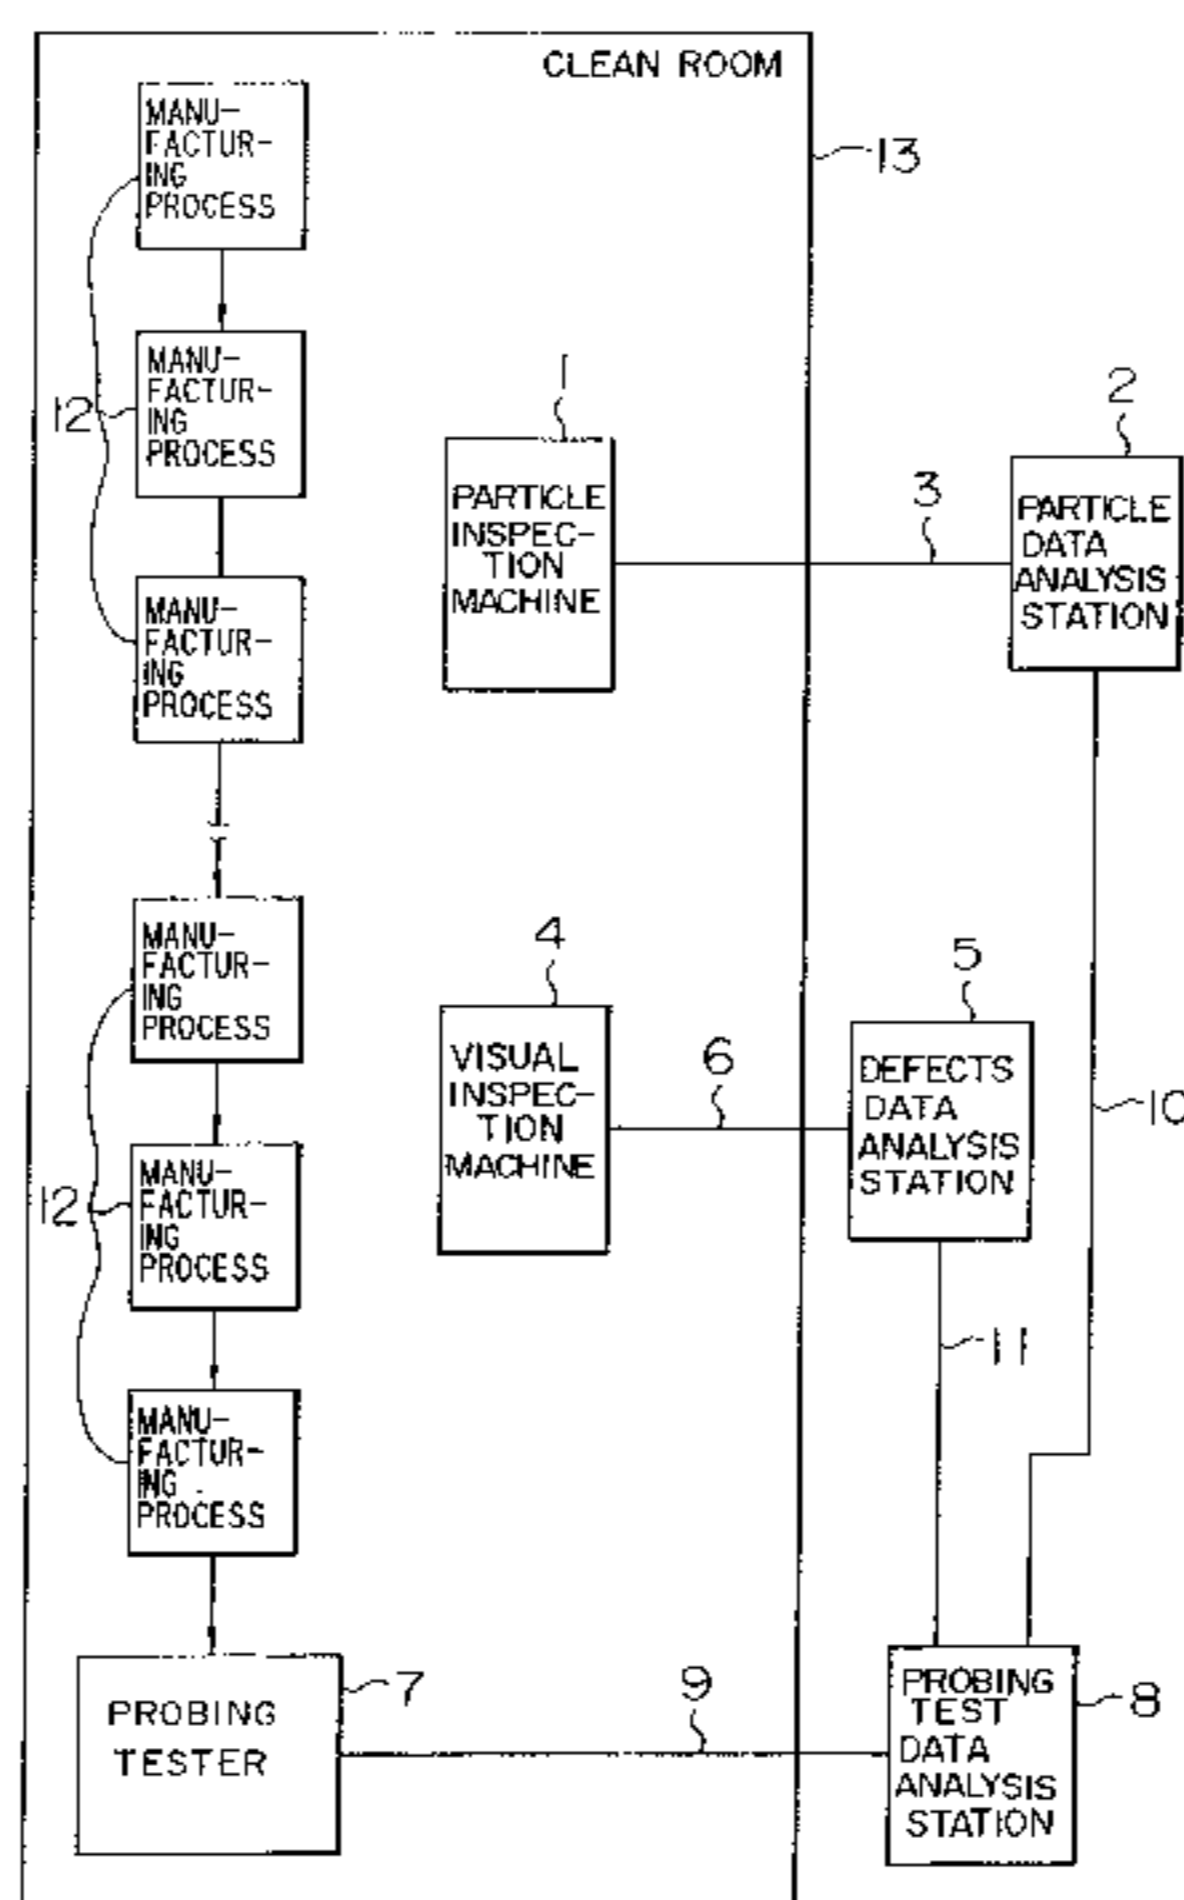 CLEAN ROOM
13
MANU-
FACTUR-
ING
PROCESS
MANU-
FACTUR-
ING
PROCESS
12
MANU-
FACTUR-
ING
PROCESS
1
PARTICLE
INSPEC-
TION
MACHINE
3
2
PARTICLE
DATA
ANALYSIS
STATION
MANU-
FACTUR-
ING
PROCESS
12
MANU-
FACTUR-
ING
PROCESS
MANU-
FACTUR-
ING
PROCESS
4
VISUAL
INSPEC-
TION
MACHINE
6
5
DEFECTS
DATA
ANALYSIS
STATION
10
11
PROBING
TESTER
7
9
PROBING
TEST
DATA
ANALYSIS
STATION
8